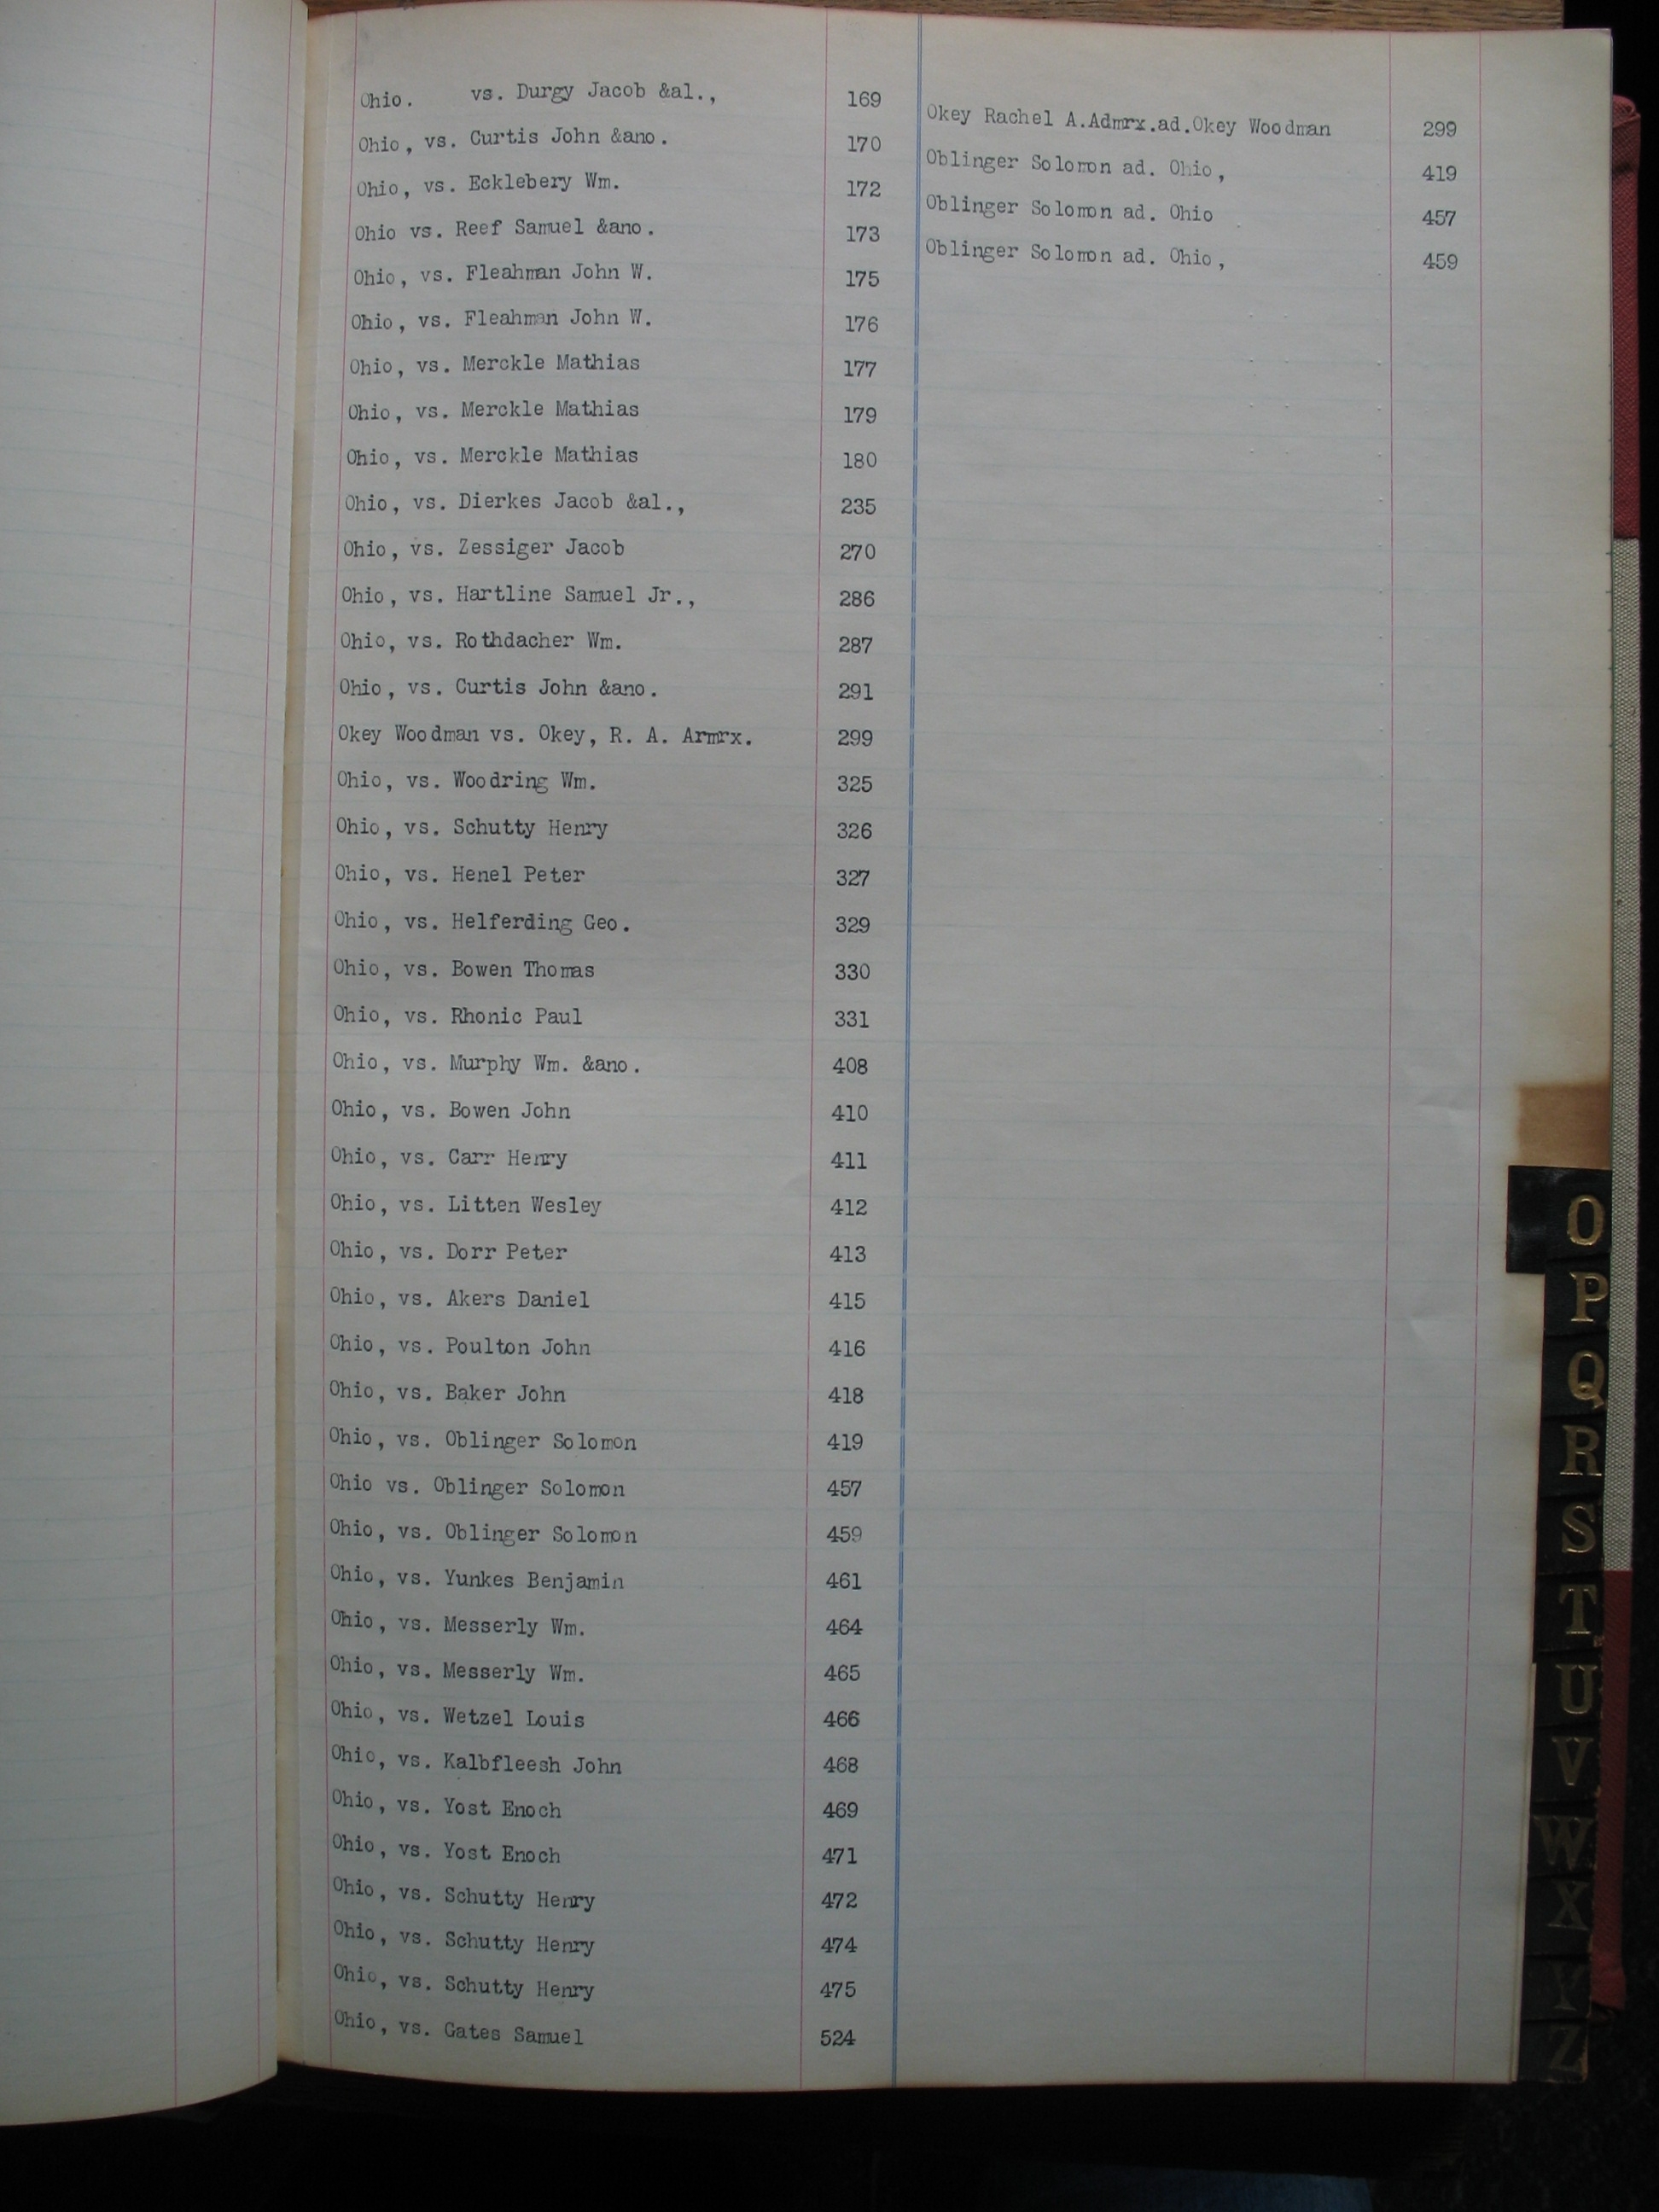 Ohio. vs. Durgy Jacob &al., 169
Ohio, vs. Curtis John &ano. 170
Ohio, vs. Ecklebery Wm. 172
Ohio vs. Reef Samuel &ano. 173
Ohio, vs. Fleahman John W. 175
Ohio, vs. Fleahman John W. 176
Ohio, vs. Merckle Mathias 177
Ohio, vs. Merckle Mathias 179
Ohio, vs. Merckle Mathias 180
Ohio, vs. Dierkes Jacob &al., 235
Ohio, vs. Zessiger Jacob 270
Ohio, vs. Hartline Samuel Jr., 286
Ohio, vs. Rothdacher Wm. 287
Ohio, vs. Curtis John &ano. 291
Okey Woodman vs. Okey, R. A. Armrx. 299
Ohio, vs. Woodring Wm. 325
Ohio, vs. Schutty Henry 326
Ohio, vs. Henel Peter 327
Ohio, vs. Helferding Geo. 329
Ohio, vs. Bowen Thomas 330
Ohio, vs. Rhonic Paul 331
Ohio, vs. Murphy Wm. &ano. 408
Ohio, vs. Bowen John 410
Ohio, vs. Carr Henry 411
Ohio, vs. Litten Wesley 412
Ohio, vs. Dorr Peter 413
Ohio, vs. Akers Daniel 415
Ohio, vs. Poulton John 416
Ohio, vs. Baker John 418
Ohio, vs. Oblinger Solomon 419
Ohio vs. Oblinger Solomon 457
Ohio, vs. Oblinger Solomon 459
Ohio, vs. Yunkes Benjamin 461
Ohio, vs. Messerly Wm. 464
Ohio, vs. Messerly Wm. 465
Ohio, vs. Wetzel Louis 466
Ohio, vs. Kalbfleesh John 468
Ohio, vs. Yost Enoch 469
Ohio, vs. Yost Enoch 471
Ohio, vs. Schutty Henry 472
Ohio, vs. Schutty Henry 474
Ohio, vs. Schutty Henry 475
Ohio, vs. Gates Samuel 524
Okey Rachel A.Admrx.ad.Okey Woodman 299
Oblinger Solomon ad. Ohio, 419
Oblinger Solomon ad. Ohio 457
Oblinger Solomon ad. Ohio, 459
O
P
Q
R
S
T
U
V
W
X
Y
Z